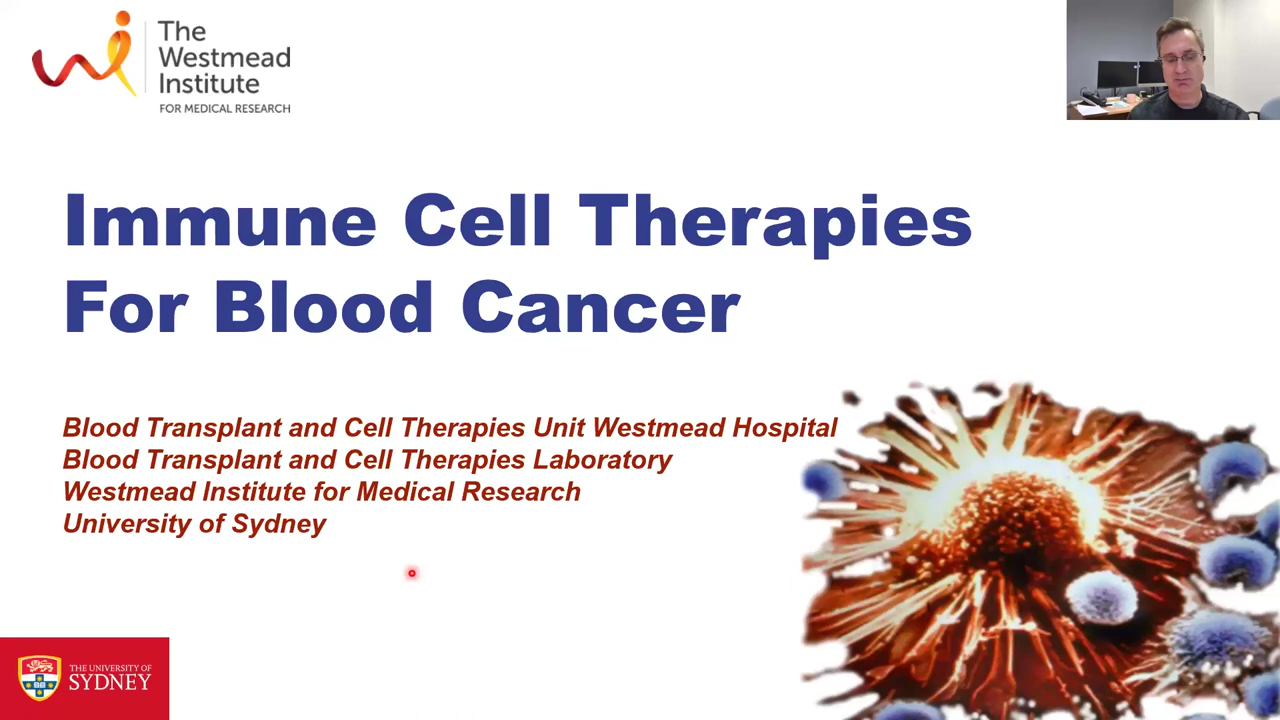 The
Westmead
Institute
FOR MEDICAL RESEARCH
Immune Cell Therapies
For Blood Cancer
Blood Transplant and Cell Therapies Unit Westmead Hospital
Blood Transplant and Cell Therapies Laboratory
Westmead Institute for Medical Research
University of Sydney
THE UNIVERSITY OF
SYDNEY